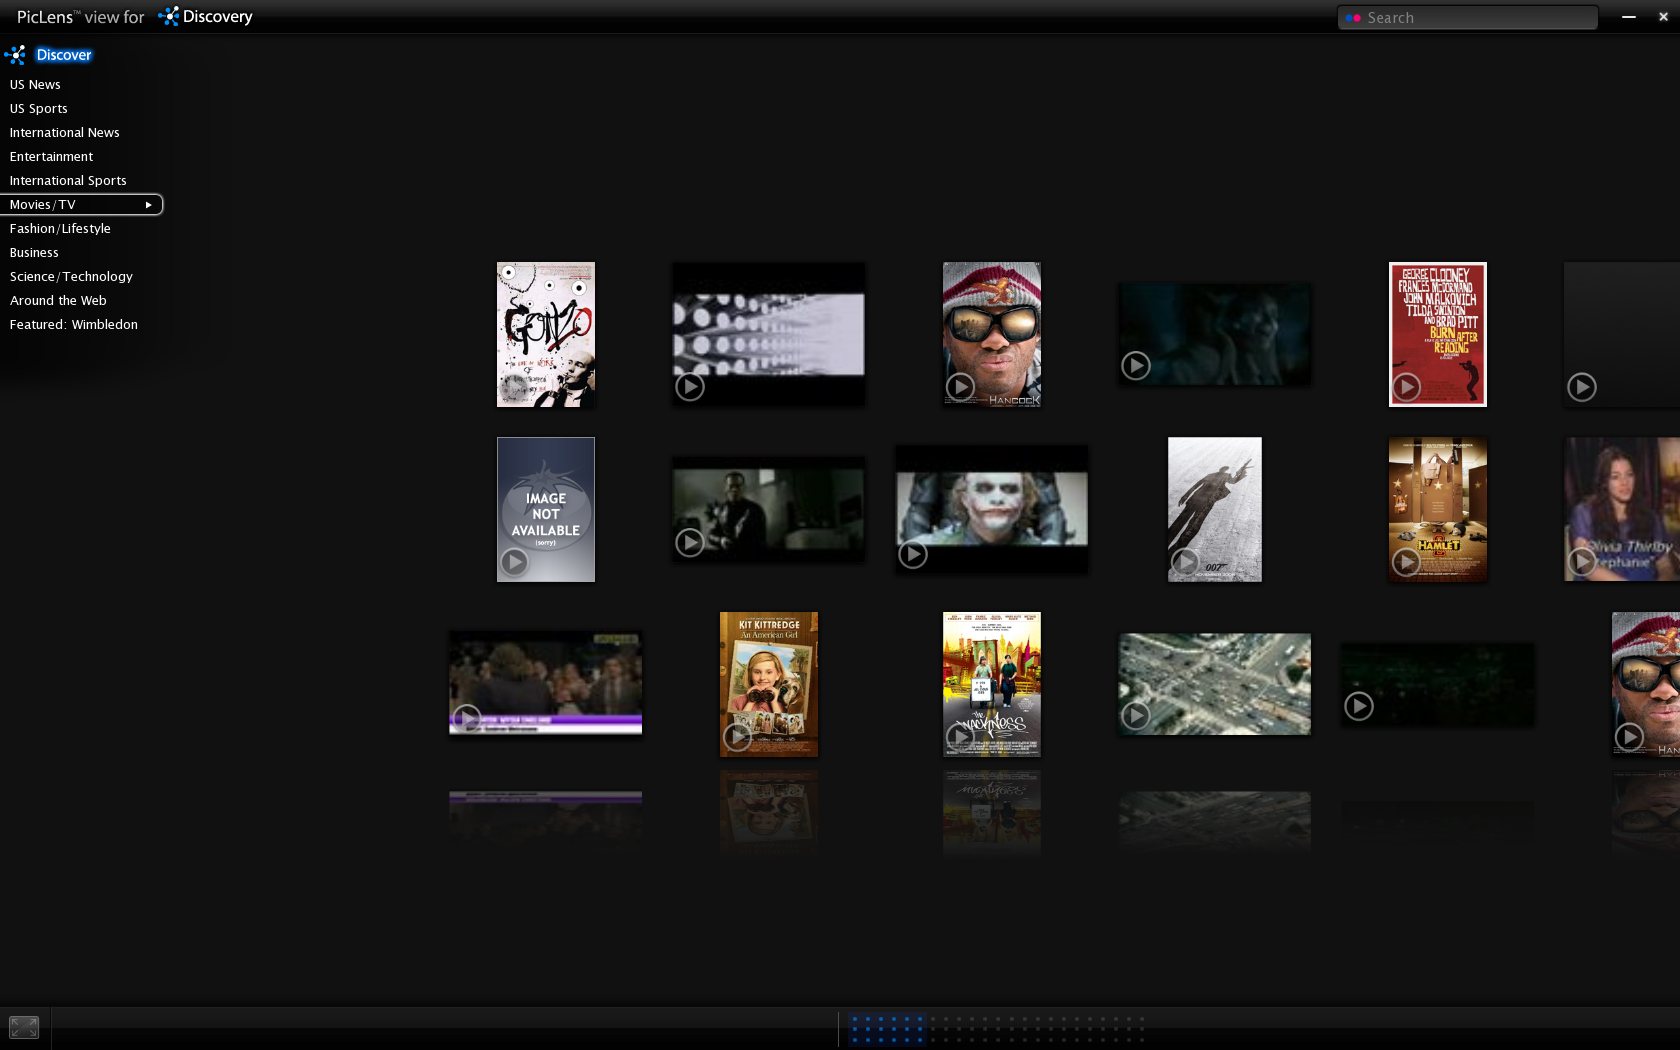 PicLens™ view for Discovery
Search
Discover
US News
US Sports
International News
Entertainment
International Sports
Movies/TV
Fashion/Lifestyle
Business
Science/Technology
Around the Web
Featured: Wimbledon
GONZO
HANCOCK
GEORGE CLOONEY
FRANCES McDORMAND
JOHN MALKOVICH
TILDA SWINTON
AND BRAD PITT
BURN AFTER
READING
IMAGE
NOT
AVAILABLE
(sorry)
007
HAMLET
Olivia Thirlby
KIT KITTREDGE
An American Girl
the
WACKNESS
HAN